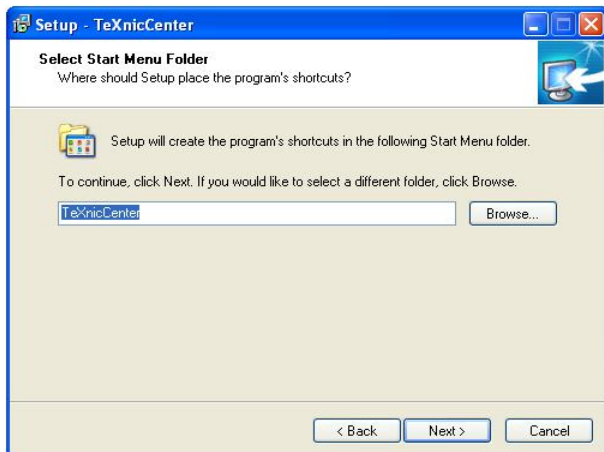 Setup - TeXnicCenter
Select Start Menu Folder
Where should Setup place the program's shortcuts?
Setup will create the program's shortcuts in the following Start Menu folder.
To continue, click Next. If you would like to select a different folder, click Browse.
TeXnicCenter
Browse...
< Back
Next >
Cancel